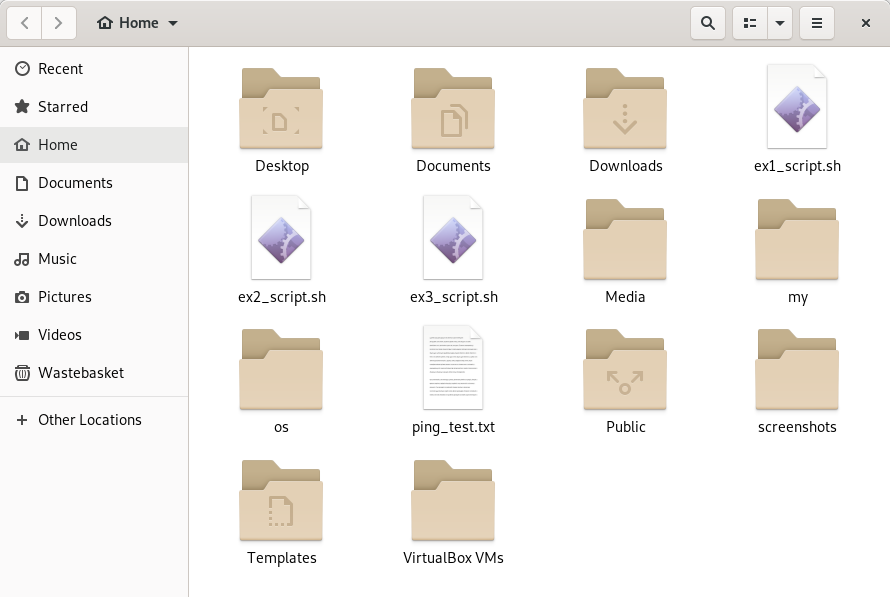 Home
Recent
Starred
Home
Documents
Downloads
Music
Pictures
Videos
Wastebasket
Other Locations
Desktop
Documents
Downloads
ex1_script.sh
ex2_script.sh
ex3_script.sh
Media
my
os
ping_test.txt
Public
screenshots
Templates
VirtualBox VMs